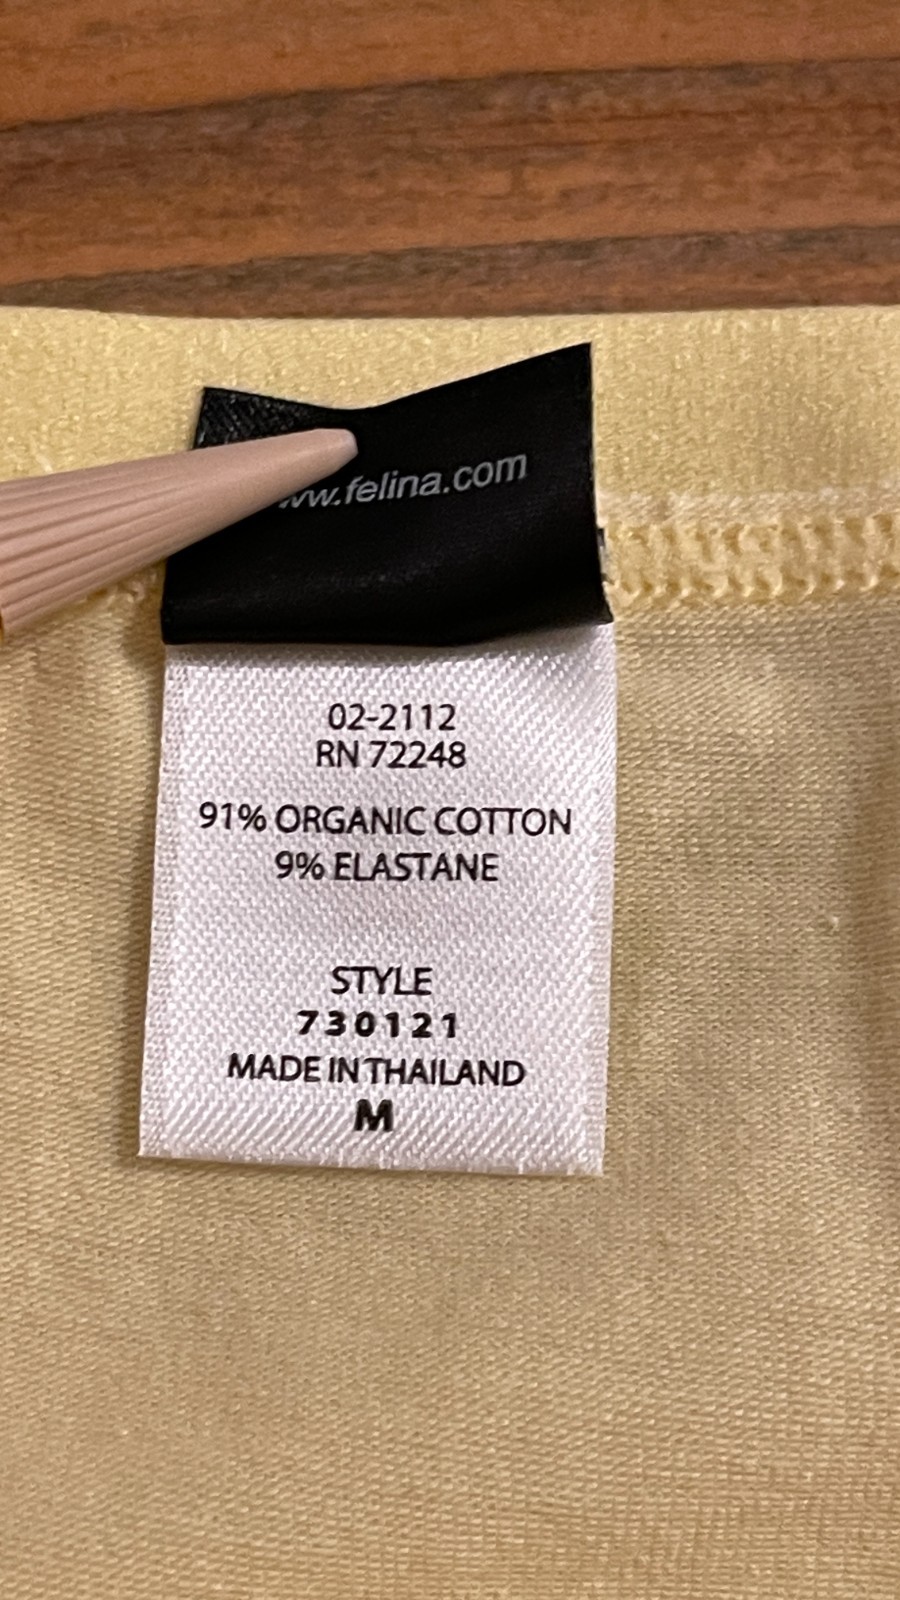 ww.felina.com
02-2112
RN 72248
91% ORGANIC COTTON
9% ELASTANE
STYLE
730121
MADE IN THAILAND
M